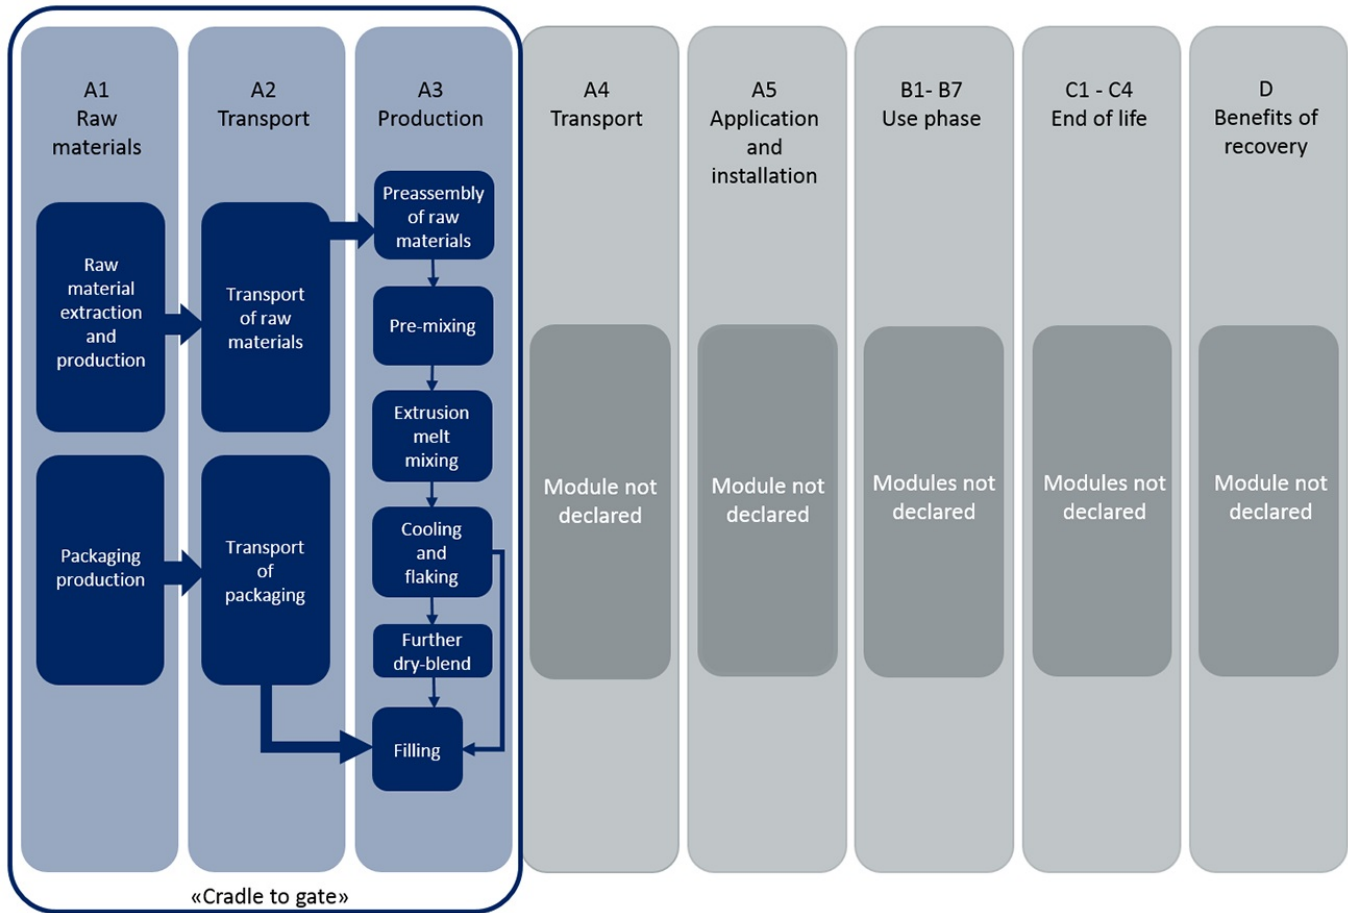 A1
Raw
materials
A2
Transport
A3
Production
A4
Transport
A5
Application
and
installation
B1- B7
Use phase
C1 - C4
End of life
D
Benefits of
recovery
Raw
material
extraction
and
production
Transport
of raw
materials
Preassembly
of raw
materials
Pre-mixing
Extrusion
melt
mixing
Cooling
and
flaking
Further
dry-blend
Filling
Packaging
production
Transport
of
packaging
Module not
declared
Module not
declared
Modules not
declared
Modules not
declared
Module not
declared
«Cradle to gate»